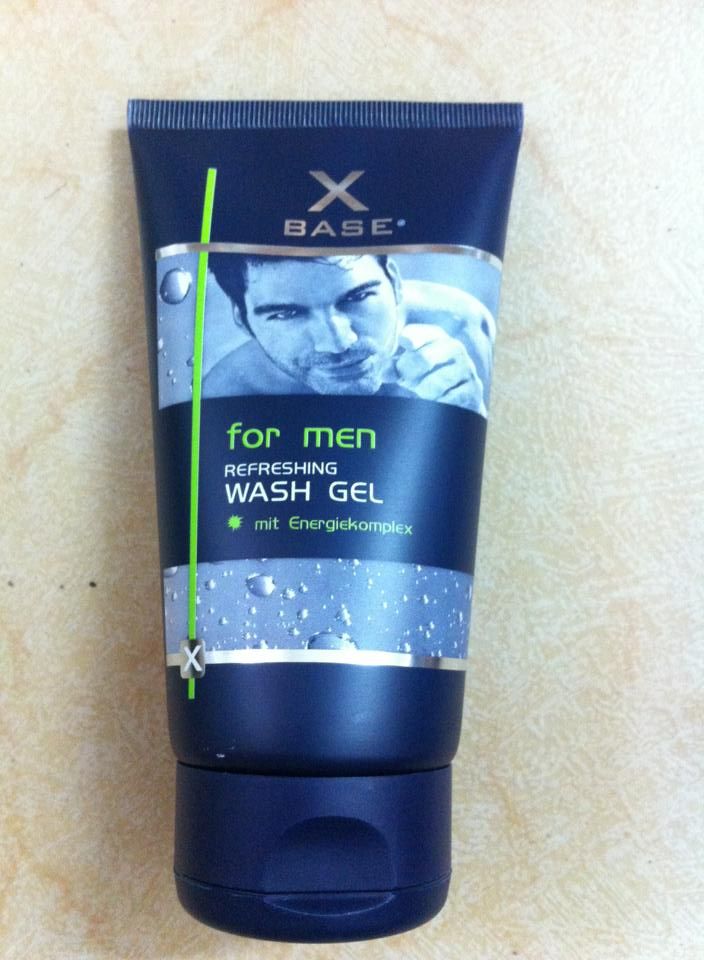 X
BASE
for men
REFRESHING
WASH GEL
mit Energiekomplex
X